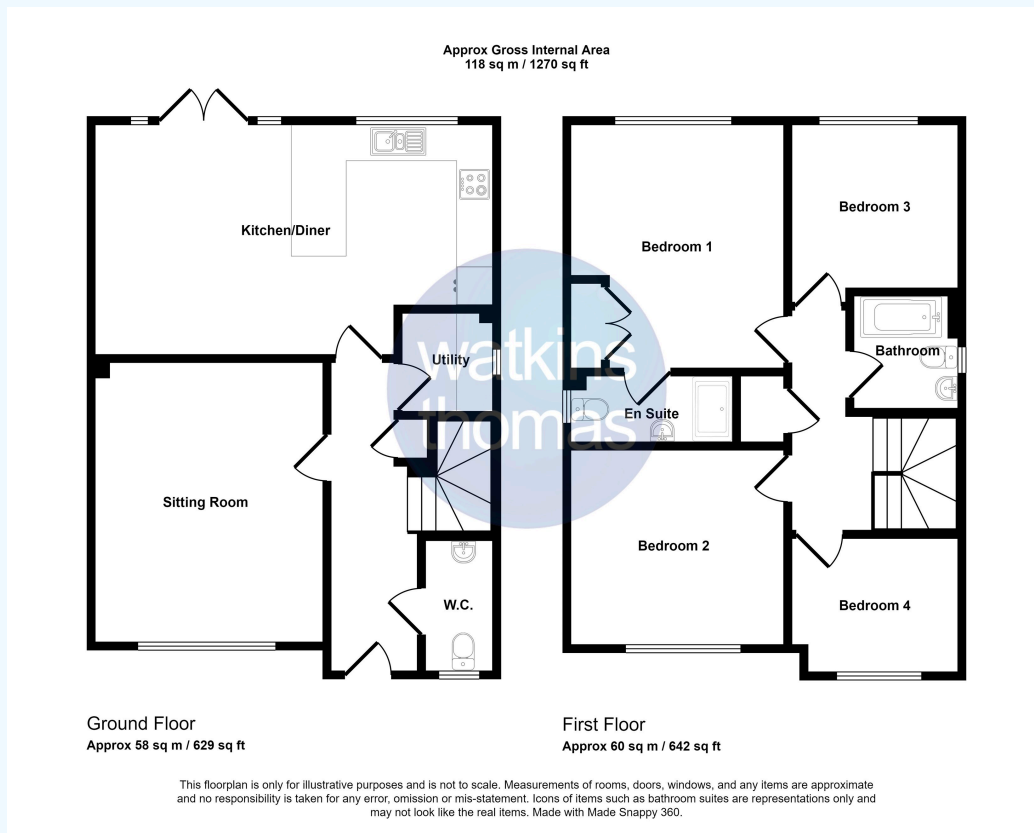 Approx Gross Internal Area
118 sq m / 1270 sq ft
Kitchen/Diner
Utility
Sitting Room
W.C.
Bedroom 1
Bedroom 3
Bathroom
En Suite
Bedroom 2
Bedroom 4
watkins
thomas
Ground Floor
Approx 58 sq m / 629 sq ft
First Floor
Approx 60 sq m / 642 sq ft
This floorplan is only for illustrative purposes and is not to scale. Measurements of rooms, doors, windows, and any items are approximate
and no responsibility is taken for any error, omission or mis-statement. Icons of items such as bathroom suites are representations only and
may not look like the real items. Made with Made Snappy 360.